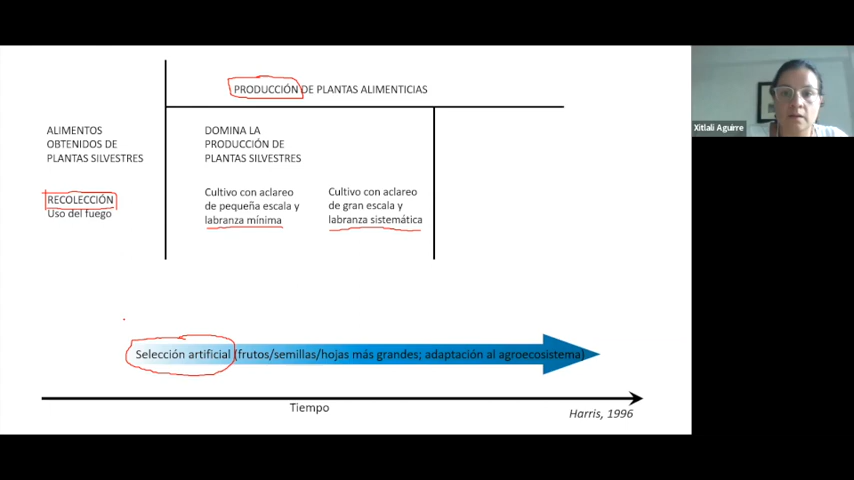 PRODUCCIÓN DE PLANTAS ALIMENTICIAS
ALIMENTOS
OBTENIDOS DE
PLANTAS SILVESTRES
RECOLECCIÓN
Uso del fuego
DOMINA LA
PRODUCCIÓN DE
PLANTAS SILVESTRES
Cultivo con aclareo
de pequeña escala y
labranza mínima
Cultivo con aclareo
de gran escala y
labranza sistemática
Selección artificial (frutos/semillas/hojas más grandes; adaptación al agroecosistema)
Tiempo
Harris, 1996
Xitlali Aguirre